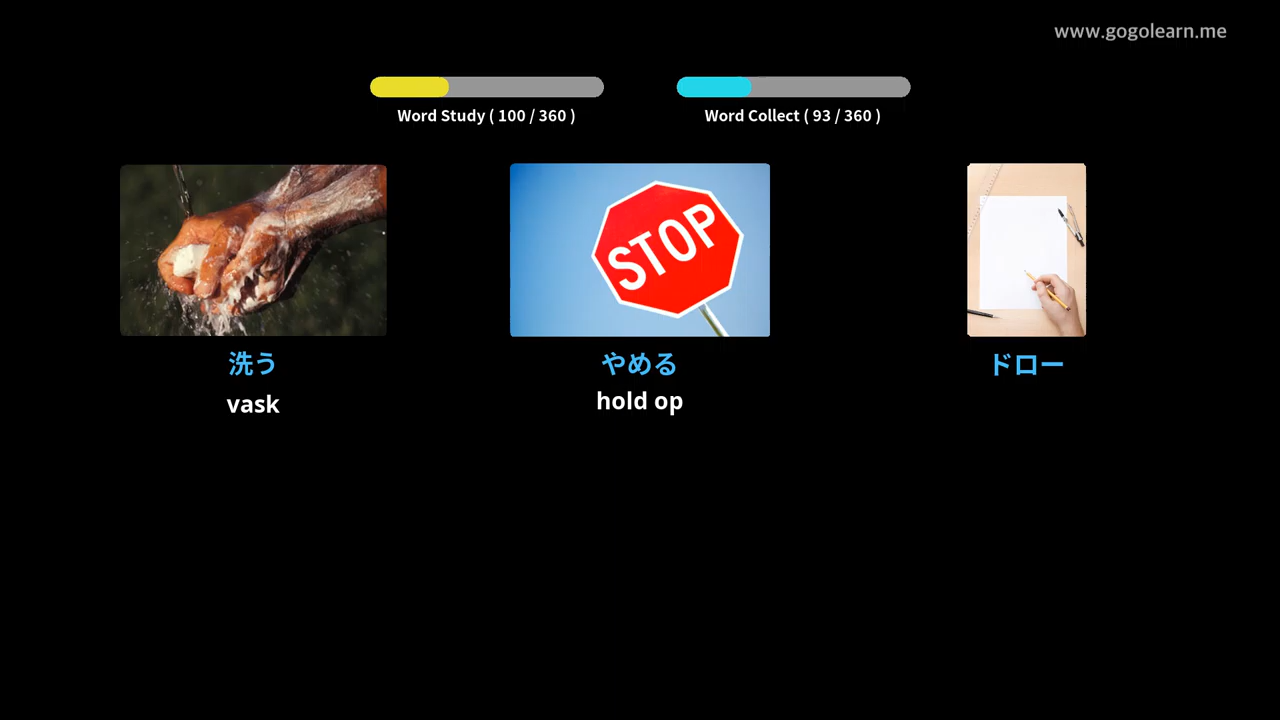 www.gogolearn.me
Word Study ( 100 / 360 )
Word Collect ( 93 / 360 )
STOP
洗う
やめる
ドロー
vask
hold op